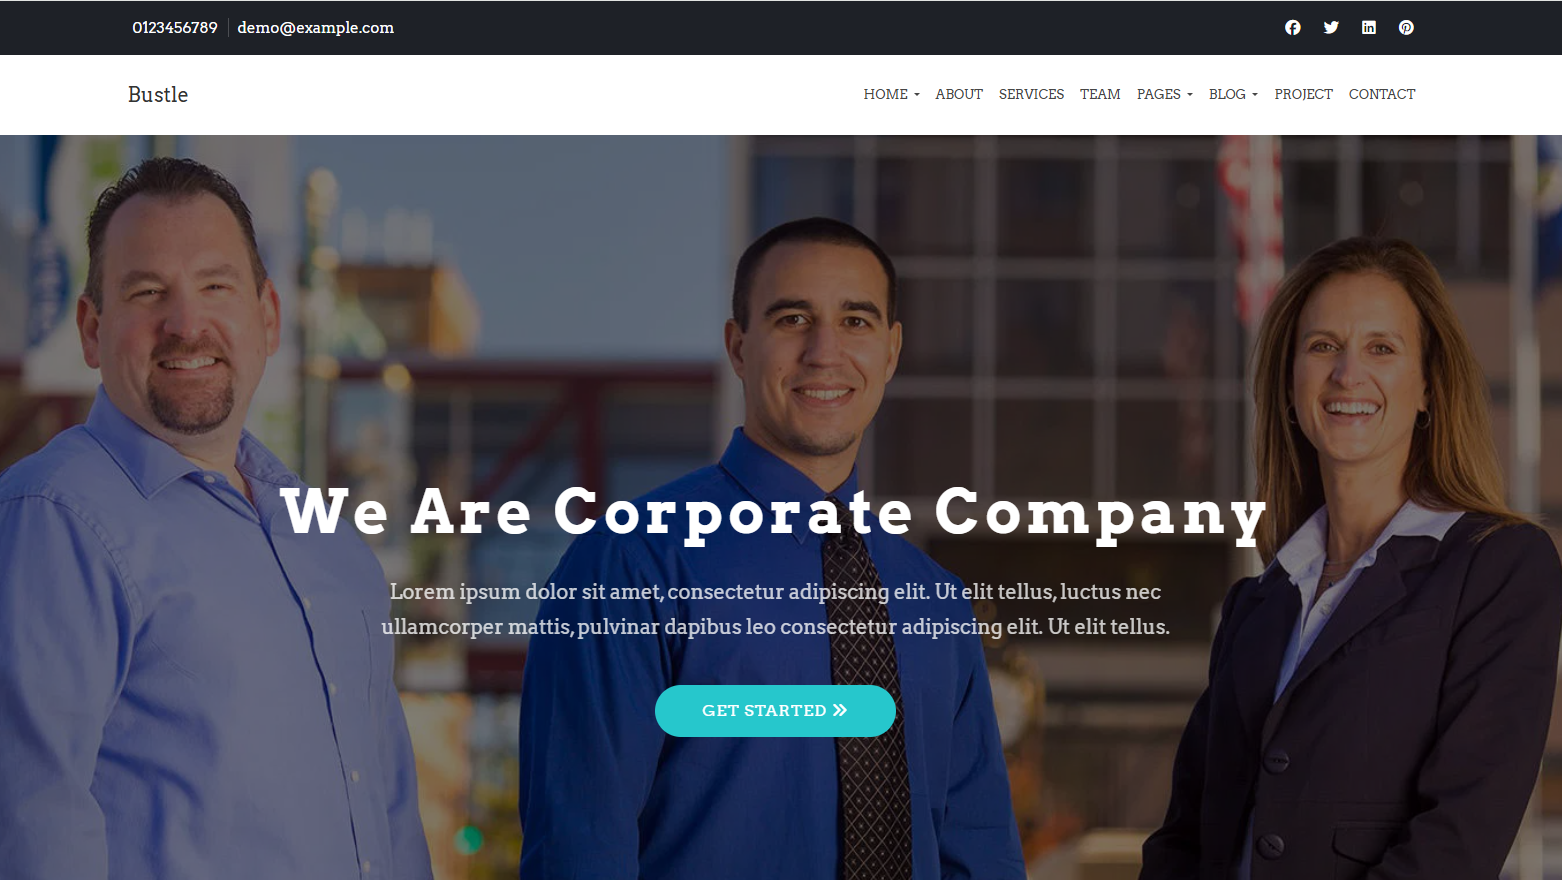 0123456789 demo@example.com
Bustle
HOME ABOUT SERVICES TEAM PAGES BLOG PROJECT CONTACT
We Are Corporate Company
Lorem ipsum dolor sit amet, consectetur adipiscing elit. Ut elit tellus, luctus nec
ullamcorper mattis, pulvinar dapibus leo consectetur adipiscing elit. Ut elit tellus.
GET STARTED